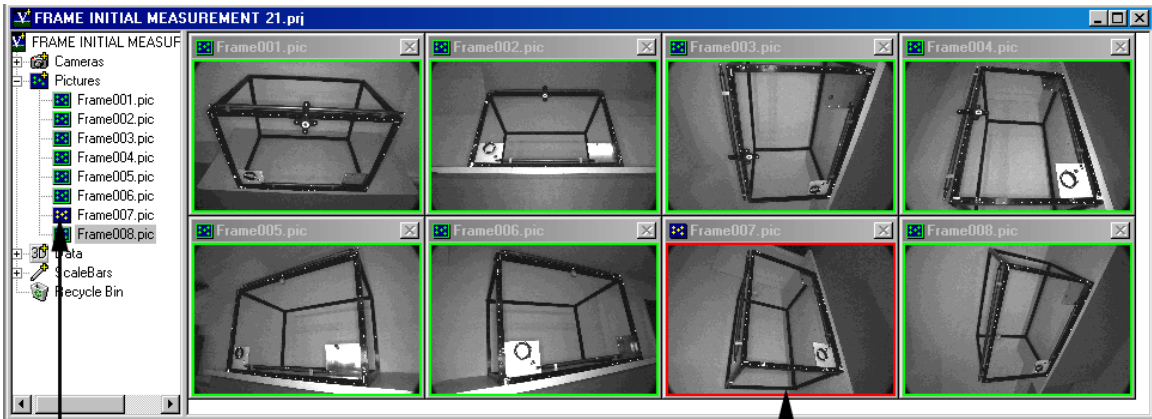 FRAME INITIAL MEASUREMENT 21.prj
FRAME INITIAL MEASUF
Cameras
Pictures
Frame001.pic
Frame002.pic
Frame003.pic
Frame004.pic
Frame005.pic
Frame006.pic
Frame007.pic
Frame008.pic
3D Data
ScaleBars
Recycle Bin
Frame001.pic
Frame002.pic
Frame003.pic
Frame004.pic
Frame005.pic
Frame006.pic
Frame007.pic
Frame008.pic